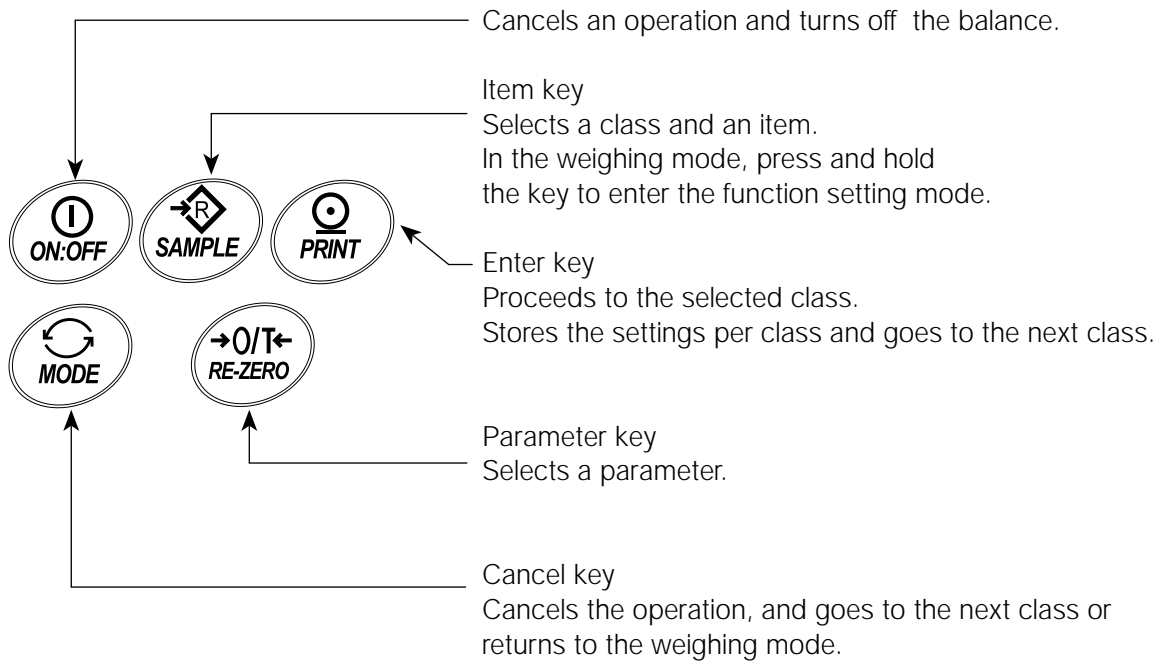 Cancels an operation and turns off the balance.
Item key
Selects a class and an item.
In the weighing mode, press and hold
the key to enter the function setting mode.
ON:OFF
R
SAMPLE
PRINT
Enter key
Proceeds to the selected class.
Stores the settings per class and goes to the next class.
MODE
→0/T←
RE-ZERO
Parameter key
Selects a parameter.
Cancel key
Cancels the operation, and goes to the next class or
returns to the weighing mode.